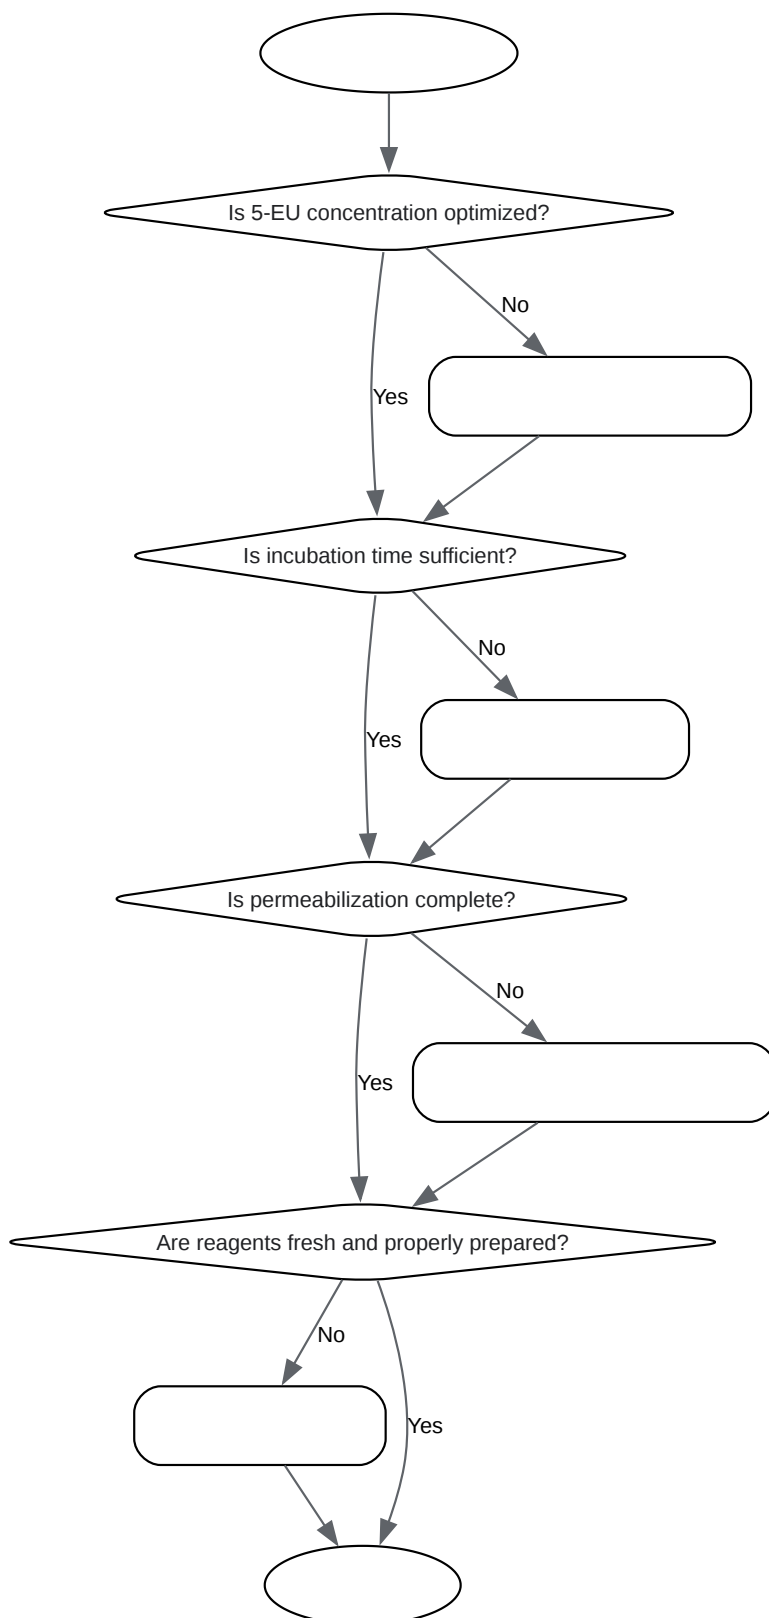 Is 5-EU concentration optimized?
No
Yes
Is incubation time sufficient?
No
Yes
Is permeabilization complete?
No
Yes
Are reagents fresh and properly prepared?
No
Yes